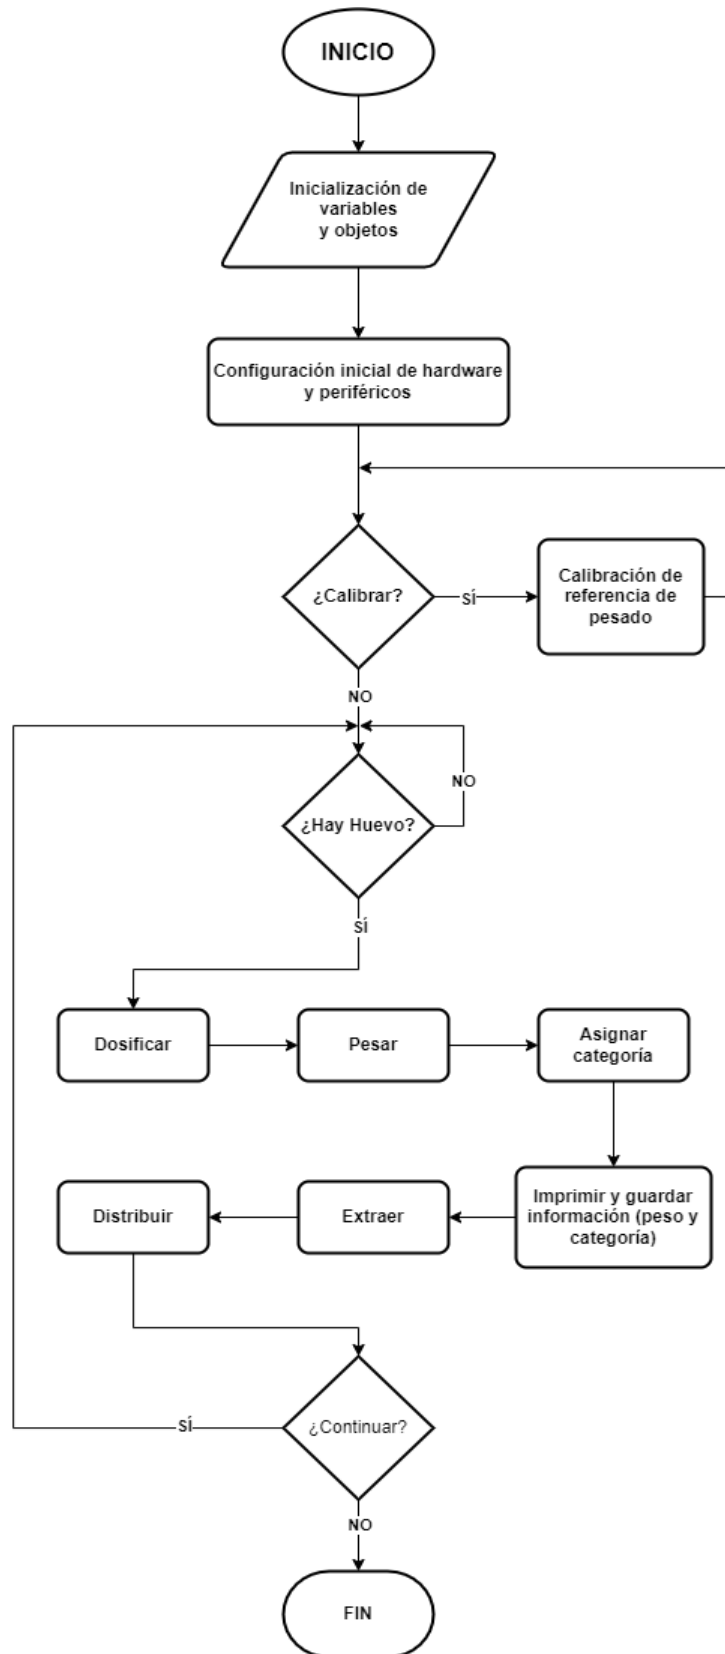 INICIO
Inicialización de
variables
y objetos
Configuración inicial de hardware
y periféricos
¿Calibrar?
SÍ
Calibración de
referencia de
pesado
NO
NO
¿Hay Huevo?
SÍ
Dosificar
Pesar
Asignar
categoría
Imprimir y guardar
información (peso y
categoría)
Extraer
Distribuir
¿Continuar?
SÍ
NO
FIN